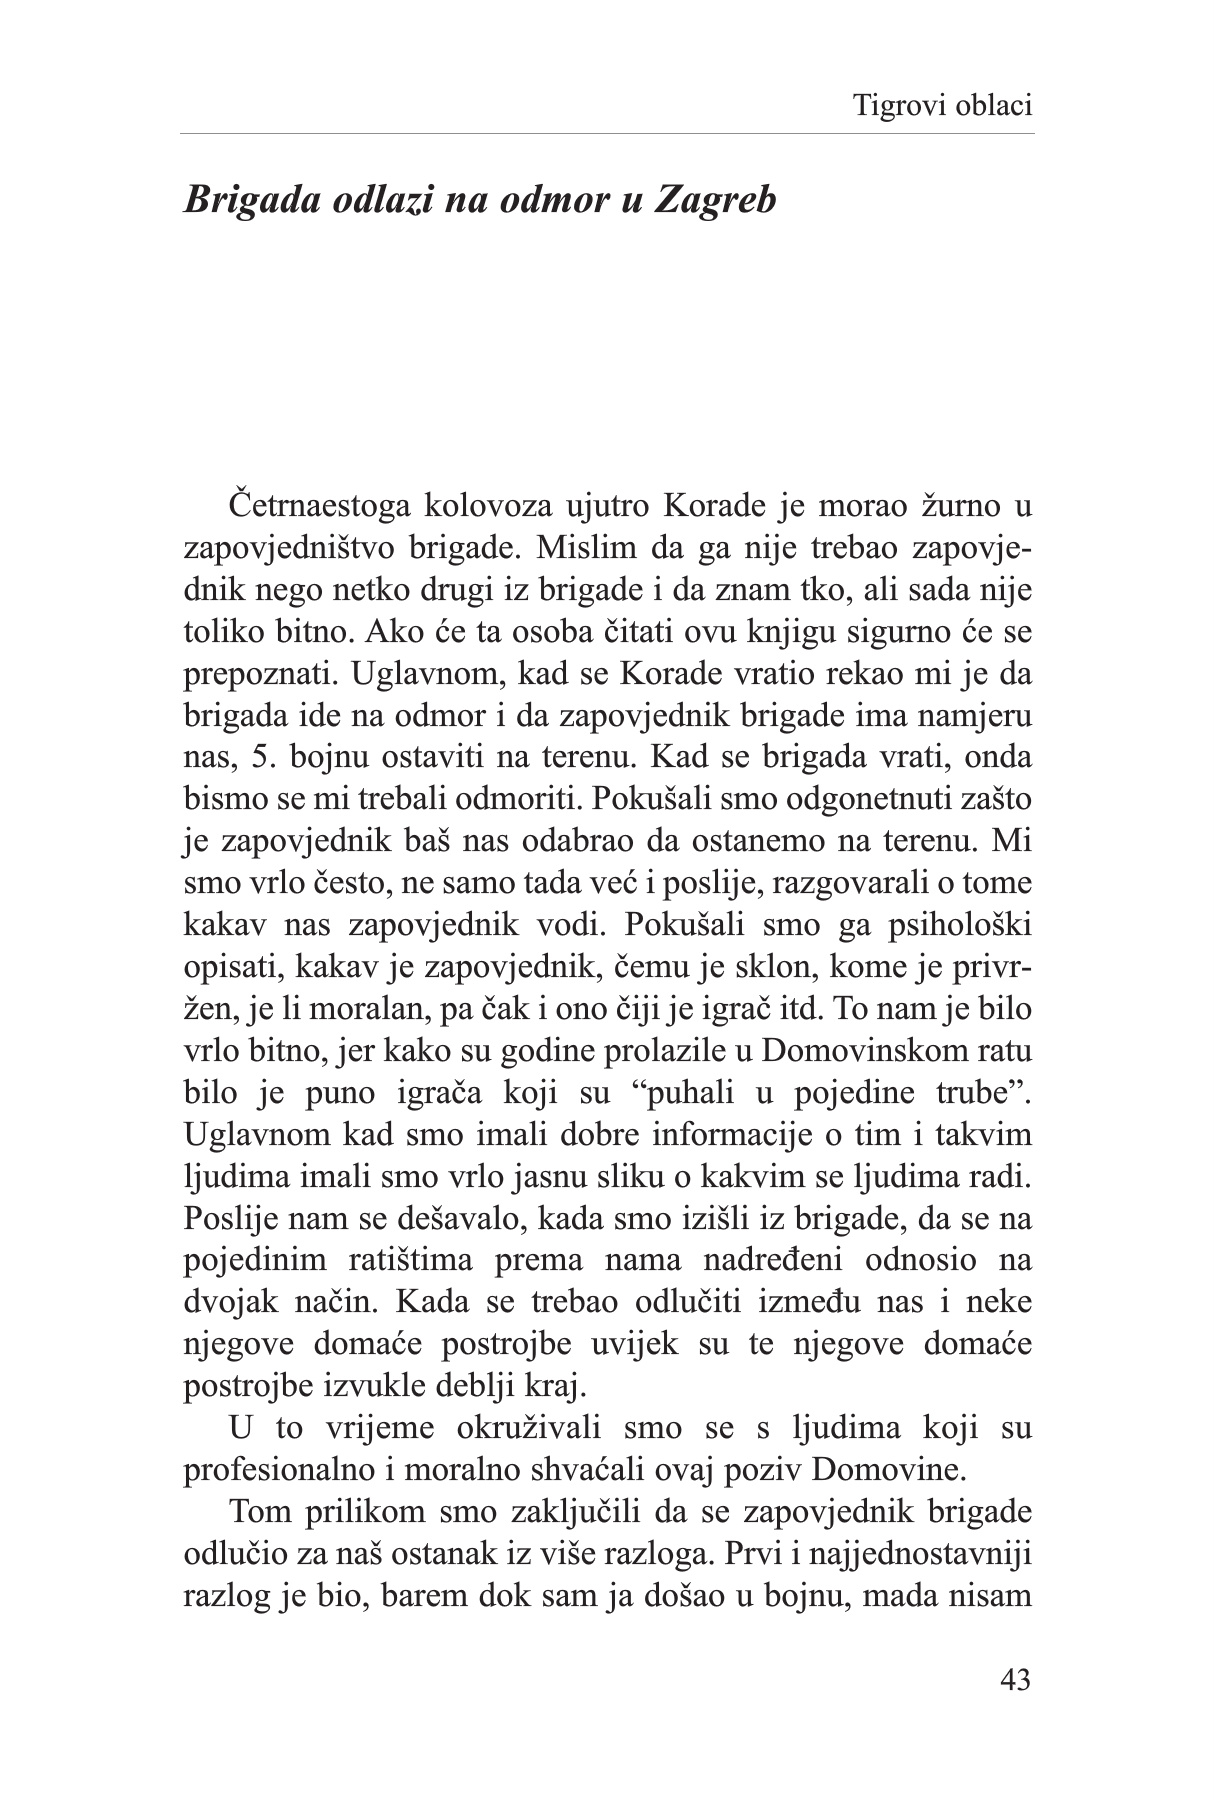 Tigrovi oblaci
Brigada odlazi na odmor u Zagreb
Četrnaestoga kolovoza ujutro Korade je morao žurno u
zapovjedništvo brigade. Mislim da ga nije trebao zapovje-
dnik nego netko drugi iz brigade i da znam tko, ali sada nije
toliko bitno. Ako će ta osoba čitati ovu knjigu sigurno će se
prepoznati. Uglavnom, kad se Korade vratio rekao mi je da
brigada ide na odmor i da zapovjednik brigade ima namjeru
nas, 5. bojnu ostaviti na terenu. Kad se brigada vrati, onda
bismo se mi trebali odmoriti. Pokušali smo odgonetnuti zašto
je zapovjednik baš nas odabrao da ostanemo na terenu. Mi
smo vrlo često, ne samo tada već i poslije, razgovarali o tome
kakav nas zapovjednik vodi. Pokušali smo ga psihološki
opisati, kakav je zapovjednik, čemu je sklon, kome je privr-
žen, je li moralan, pa čak i ono čiji je igrač itd. To nam je bilo
vrlo bitno, jer kako su godine prolazile u Domovinskom ratu
bilo je puno igrača koji su “puhali u pojedine trube”.
Uglavnom kad smo imali dobre informacije o tim i takvim
ljudima imali smo vrlo jasnu sliku o kakvim se ljudima radi.
Poslije nam se dešavalo, kada smo izišli iz brigade, da se na
pojedinim ratištima prema nama nadređeni odnosio na
dvojak način. Kada se trebao odlučiti između nas i neke
njegove domaće postrojbe uvijek su te njegove domaće
postrojbe izvukle deblji kraj.
U to vrijeme okruživali smo se s ljudima koji su
profesionalno i moralno shvaćali ovaj poziv Domovine.
Tom prilikom smo zaključili da se zapovjednik brigade
odlučio za naš ostanak iz više razloga. Prvi i najjednostavniji
razlog je bio, barem dok sam ja došao u bojnu, mada nisam
43